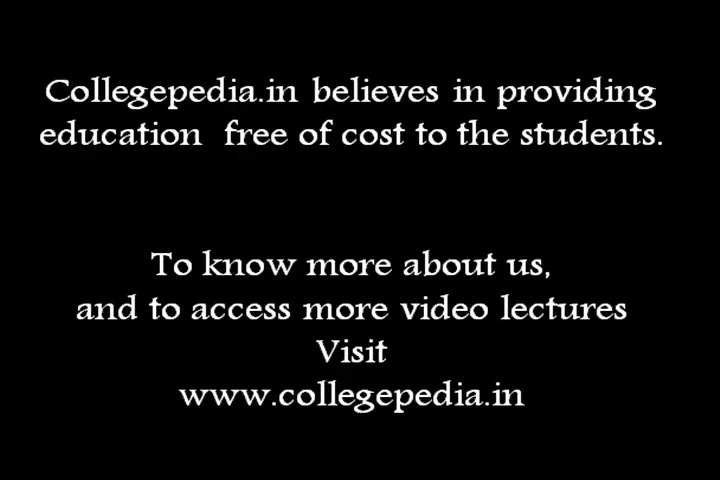 Collegepedia.in believes in providing
education free of cost to the students.
To know more about us,
and to access more video lectures
Visit
www.collegepedia.in